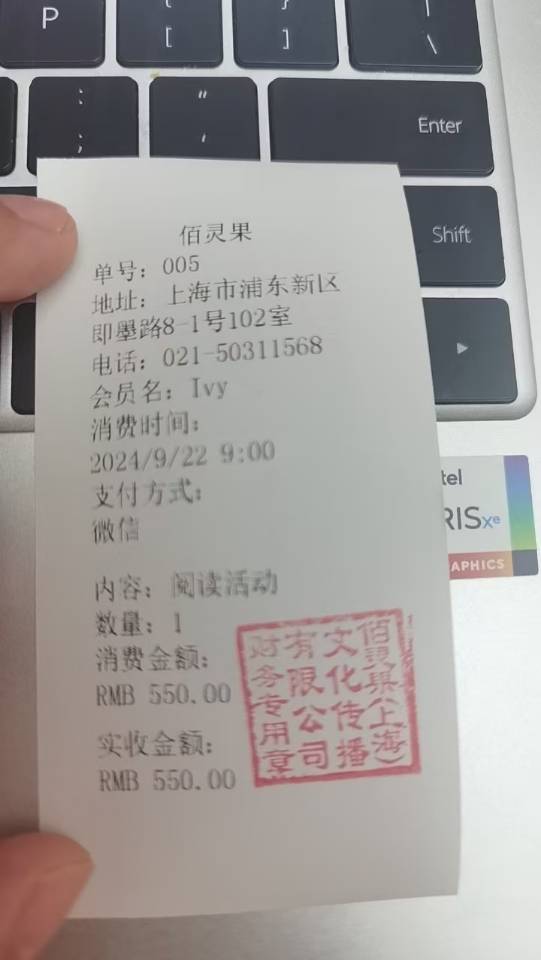 P
{
[
}
]
|
\
:
;
"
'
Enter
Shift
佰灵果
单号：005
地址：上海市浦东新区
即墨路8-1号102室
电话：021-50311568
会员名：Ivy
消费时间：
2024/9/22 9:00
支付方式：
微信
内容：阅读活动
数量：1
消费金额：
RMB 550.00
实收金额：
RMB 550.00
佰灵果（上海）
文化传播
有限公司
财务专用章
tel
RISxe
APHICS